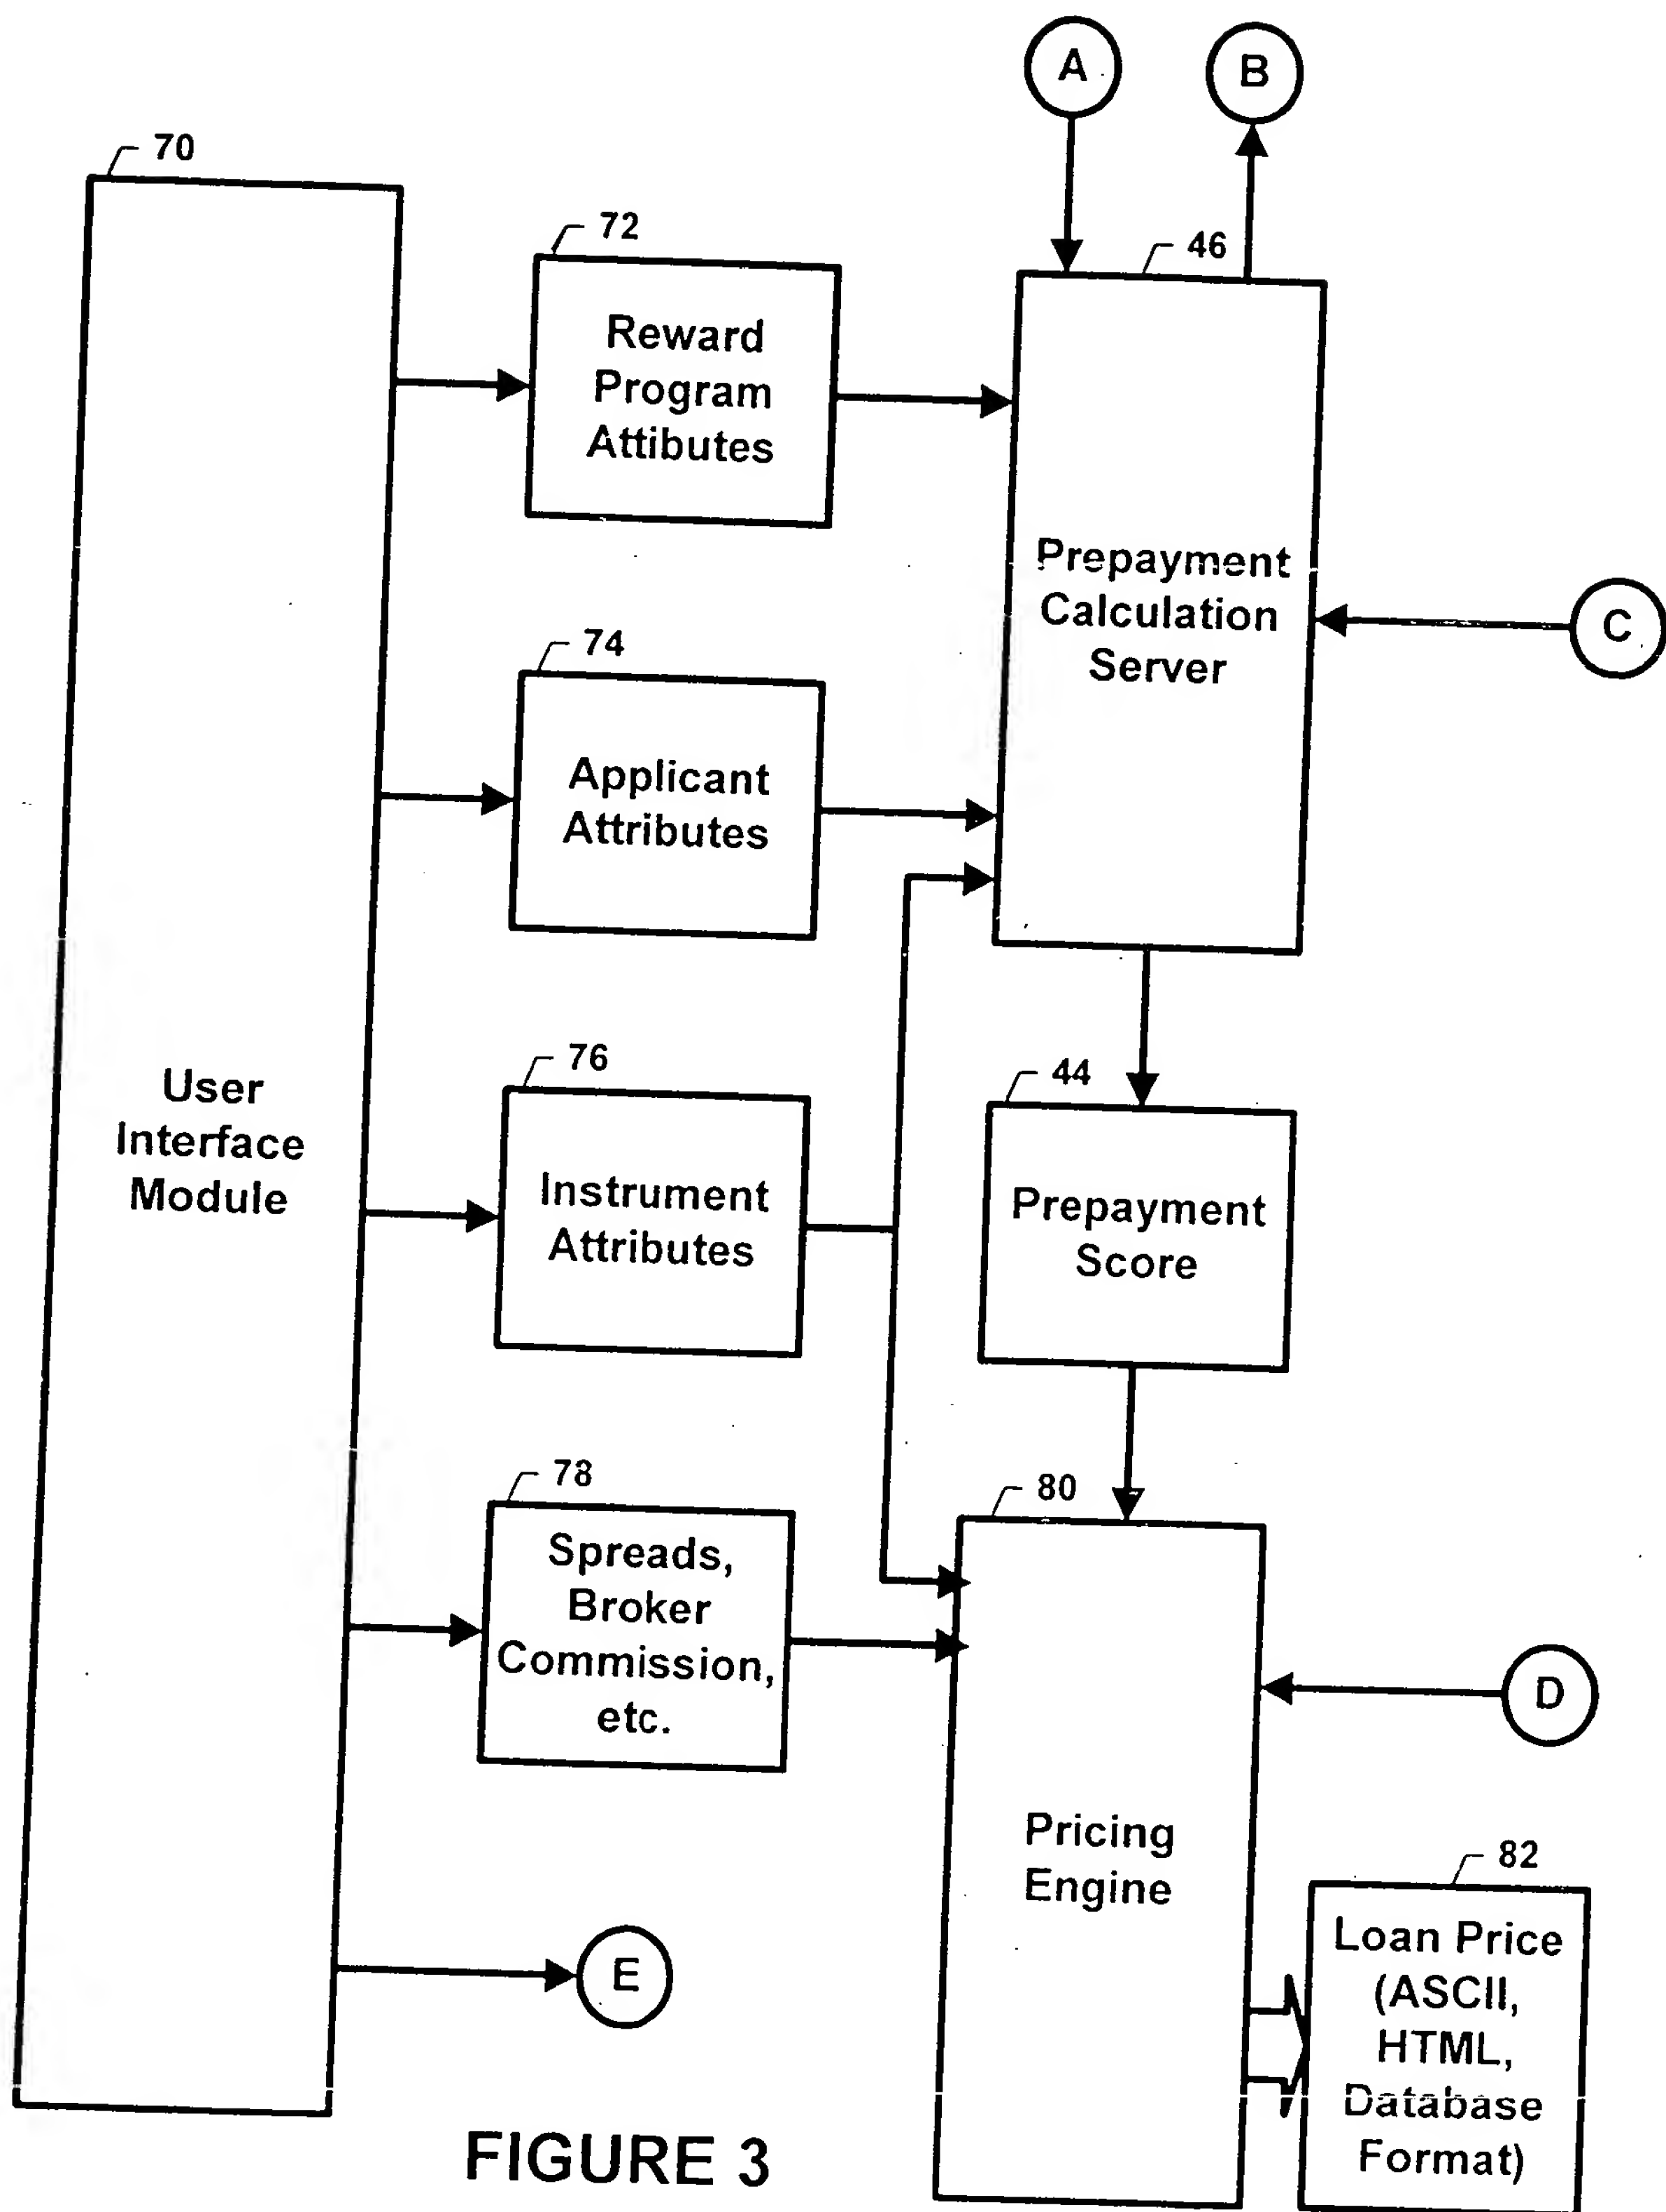 A
B
70
72
46
Reward
Program
Attibutes
Prepayment
Calculation
Server
C
74
Applicant
Attributes
76
44
User
Interface
Module
Instrument
Attributes
Prepayment
Score
78
80
Spreads,
Broker
Commission,
etc.
D
Pricing
Engine
82
Loan Price
(ASCII,
HTML,
Database
Format)
E
FIGURE 3